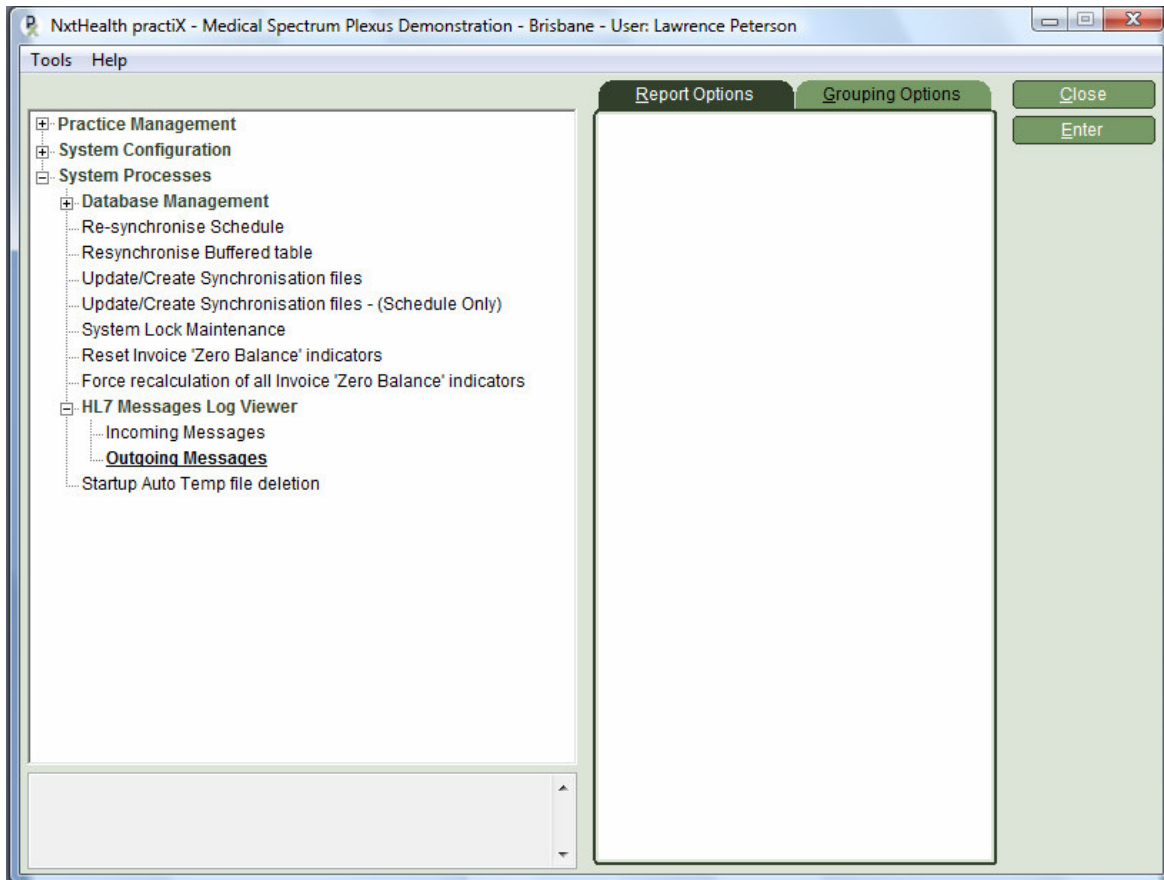 NxtHealth practiX - Medical Spectrum Plexus Demonstration - Brisbane - User: Lawrence Peterson
Tools Help
Report Options Grouping Options Close
Enter
Practice Management
System Configuration
System Processes
Database Management
Re-synchronise Schedule
Resynchronise Buffered table
Update/Create Synchronisation files
Update/Create Synchronisation files - (Schedule Only)
System Lock Maintenance
Reset Invoice 'Zero Balance' indicators
Force recalculation of all Invoice 'Zero Balance' indicators
HL7 Messages Log Viewer
Incoming Messages
Outgoing Messages
Startup Auto Temp file deletion